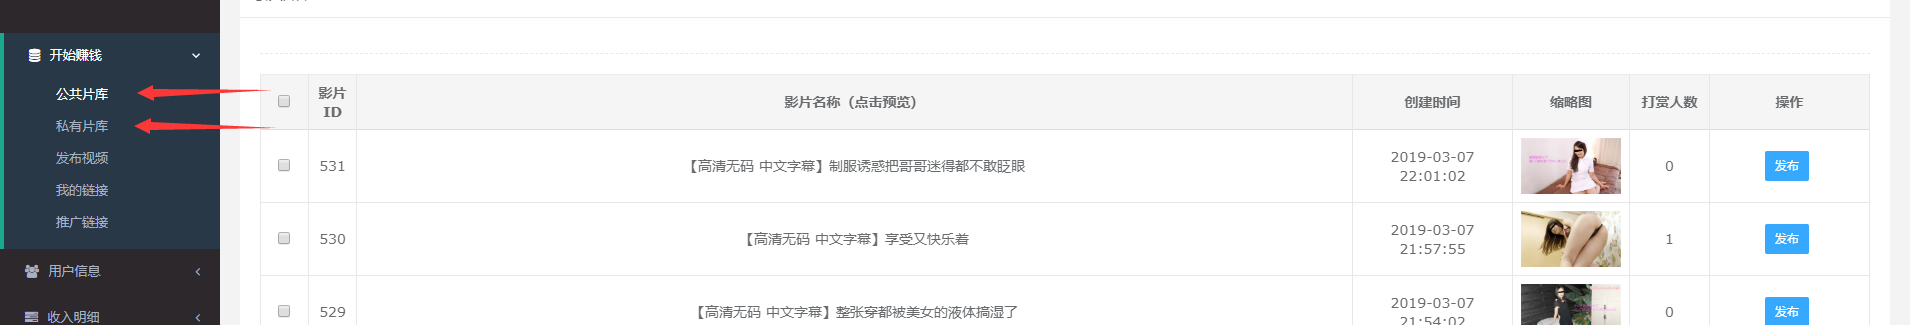 开始赚钱
公共片库
私有片库
发布视频
我的链接
推广链接
用户信息
收入明细
影片
ID
影片名称（点击预览）
创建时间
缩略图
打赏人数
操作
531
【高清无码 中文字幕】制服诱惑把哥哥迷得都不敢眨眼
2019-03-07
22:01:02
0
发布
530
【高清无码 中文字幕】享受又快乐着
2019-03-07
21:57:55
1
发布
529
【高清无码 中文字幕】整张穿都被美女的液体搞湿了
2019-03-07
21:54:02
0
发布